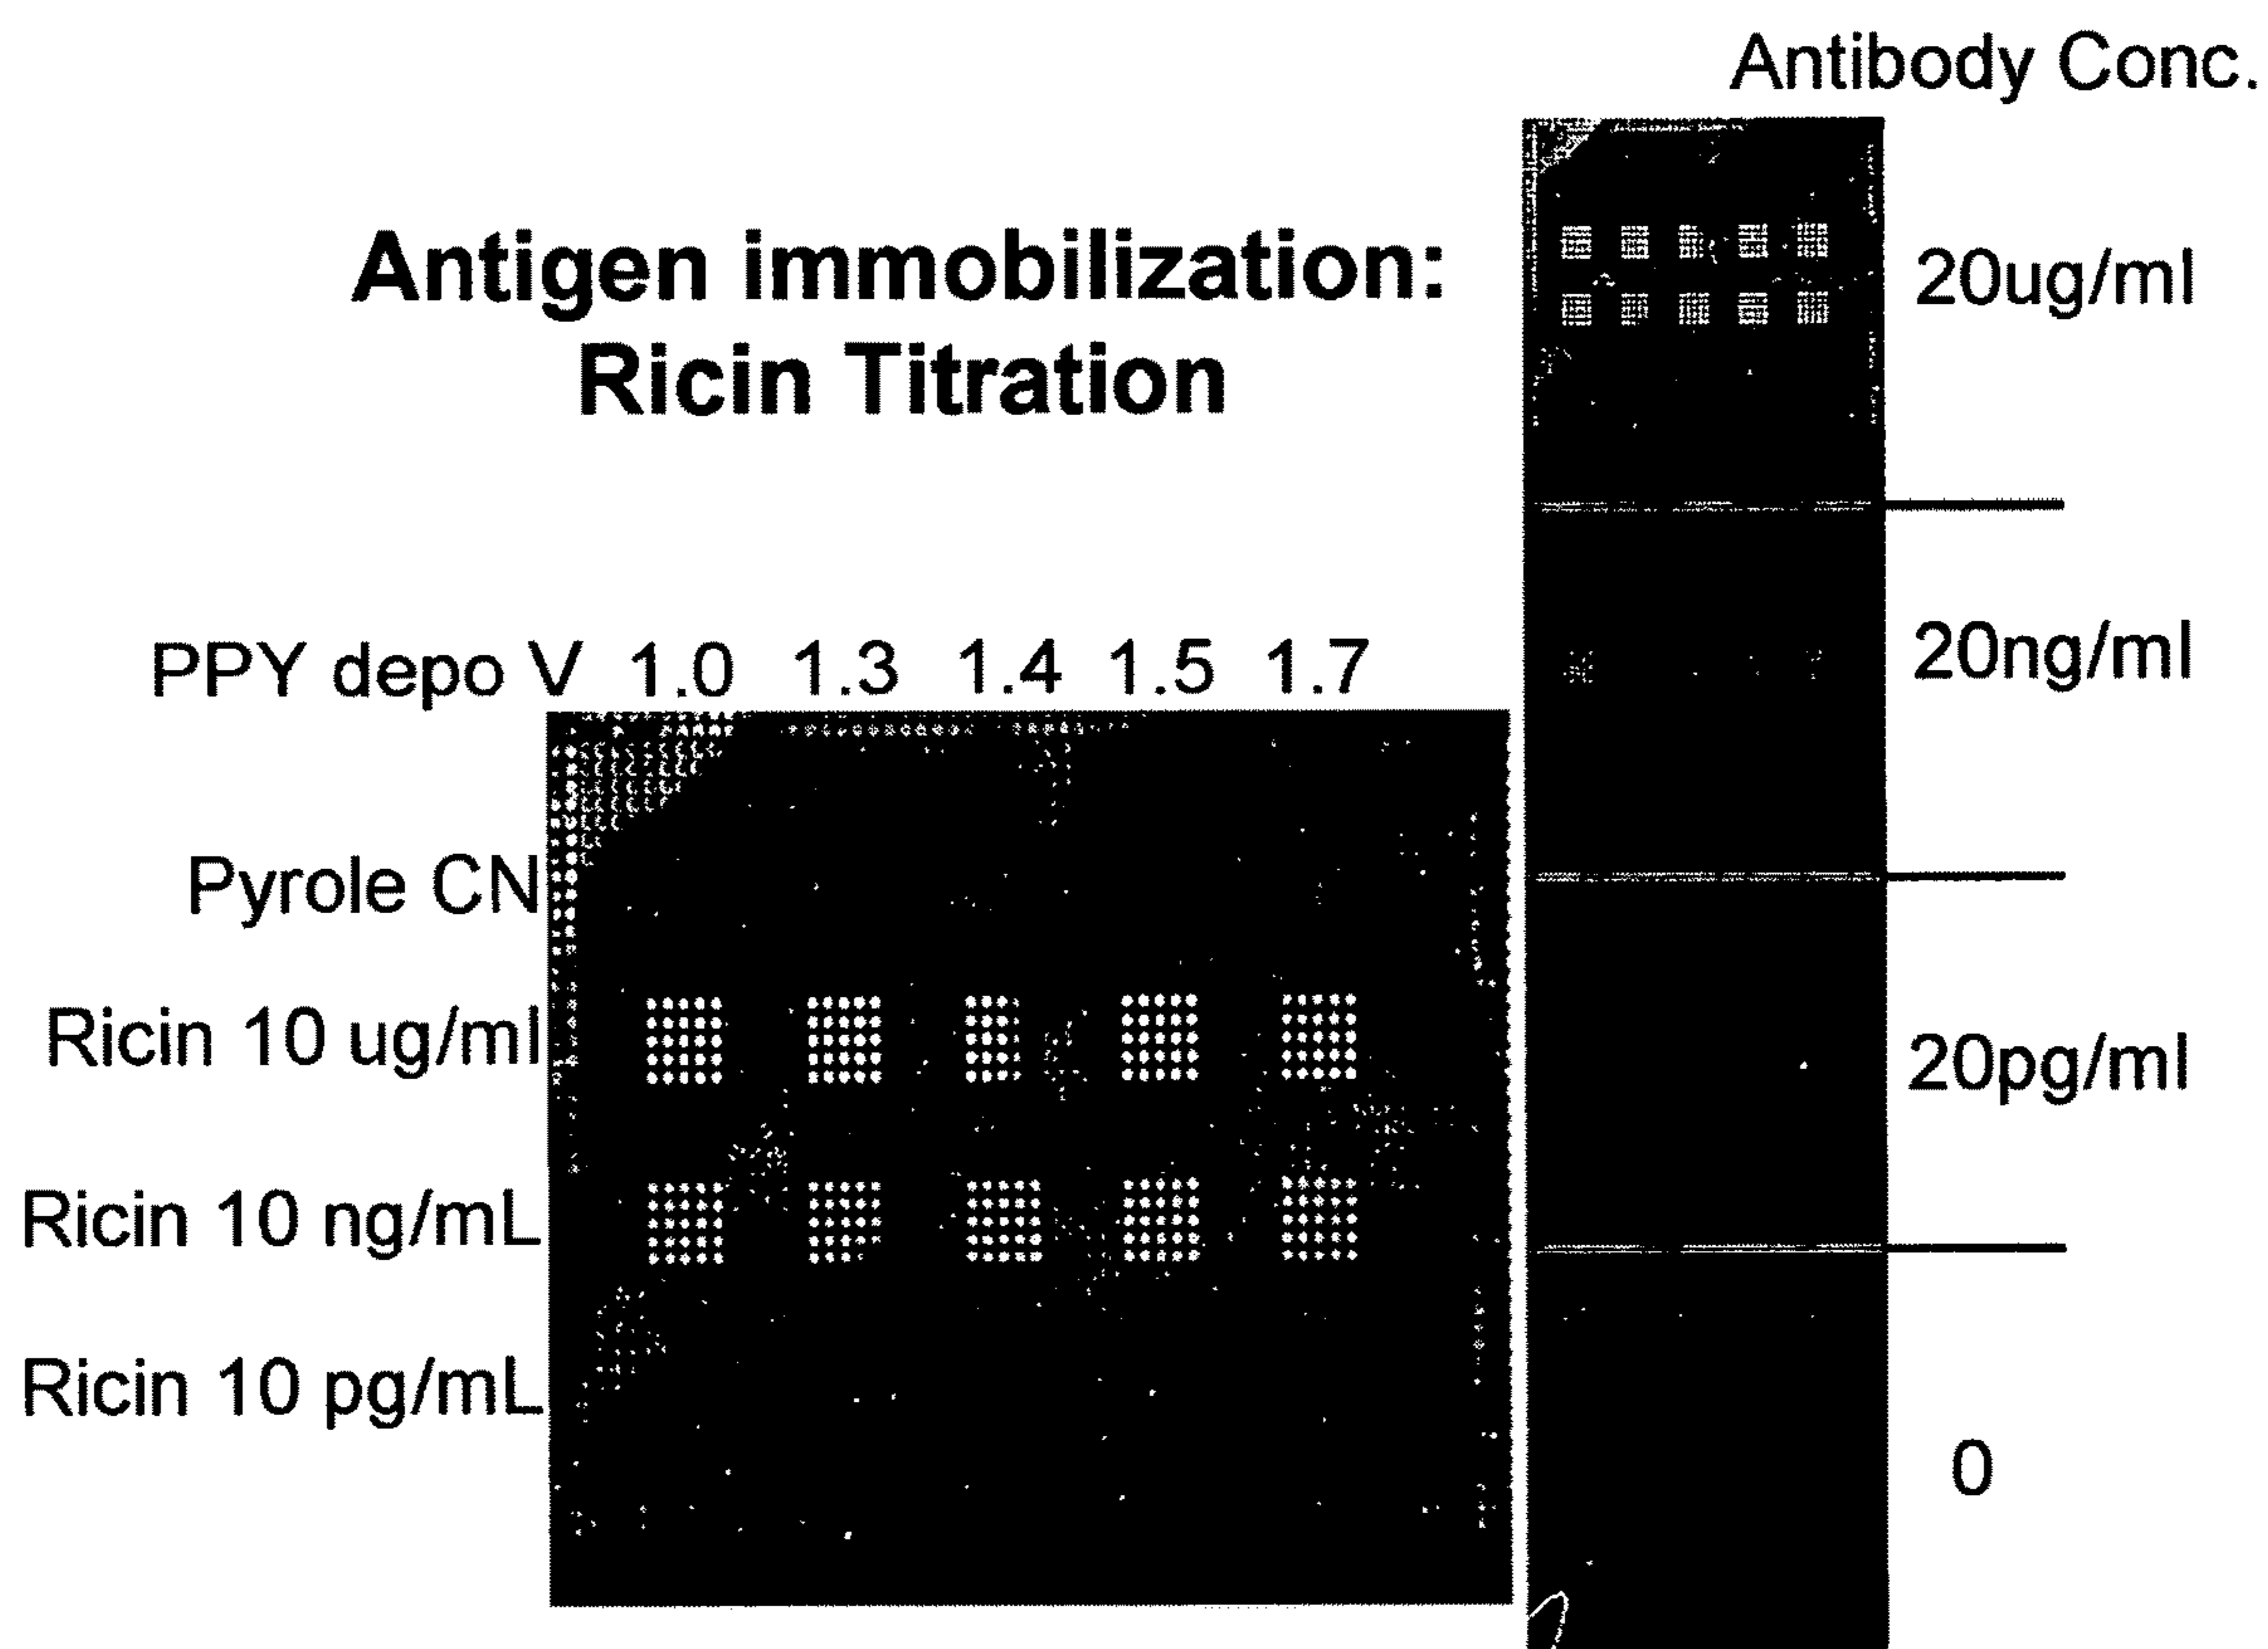 Antibody Conc.
Antigen immobilization:
Ricin Titration
20ug/ml
20ng/ml
20pg/ml
0
PPY depo V 1.0 1.3 1.4 1.5 1.7
Pyrole CN
Ricin 10 ug/ml
Ricin 10 ng/mL
Ricin 10 pg/mL